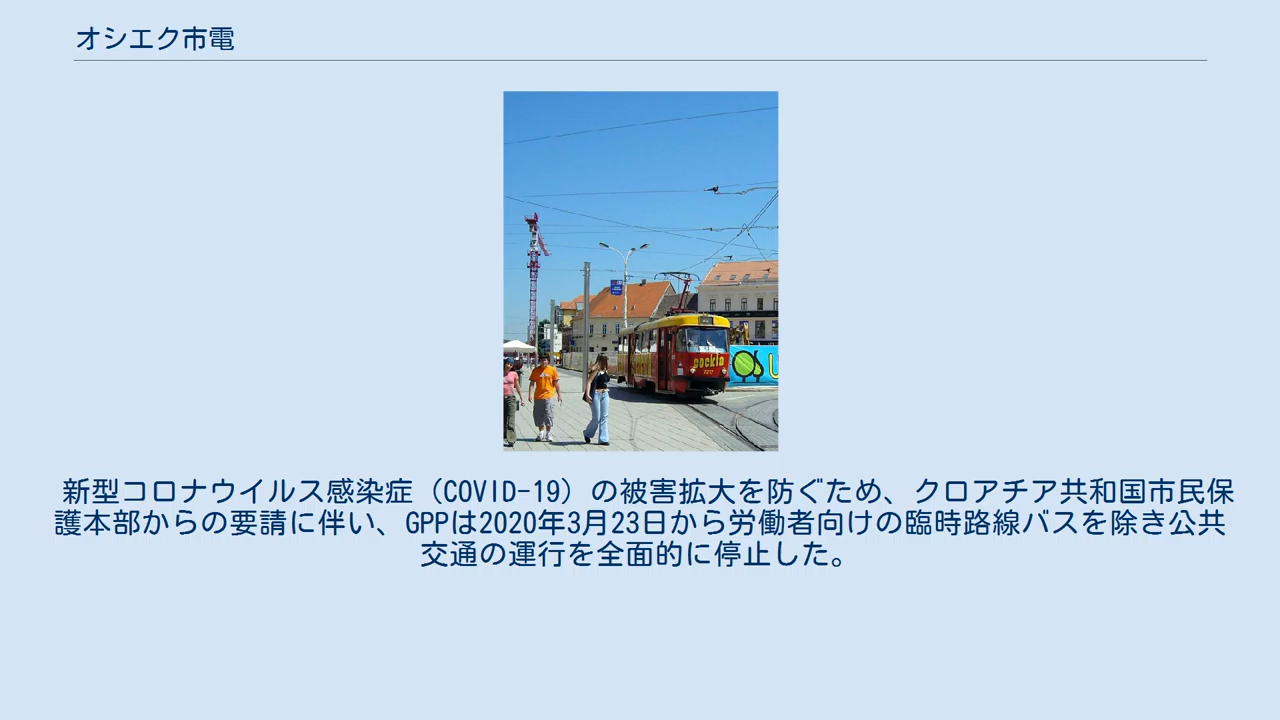 オシエク市電
cockta
新型コロナウイルス感染症（COVID-19）の被害拡大を防ぐため、クロアチア共和国市民保
護本部からの要請に伴い、GPPは2020年3月23日から労働者向けの臨時路線バスを除き公共
交通の運行を全面的に停止した。